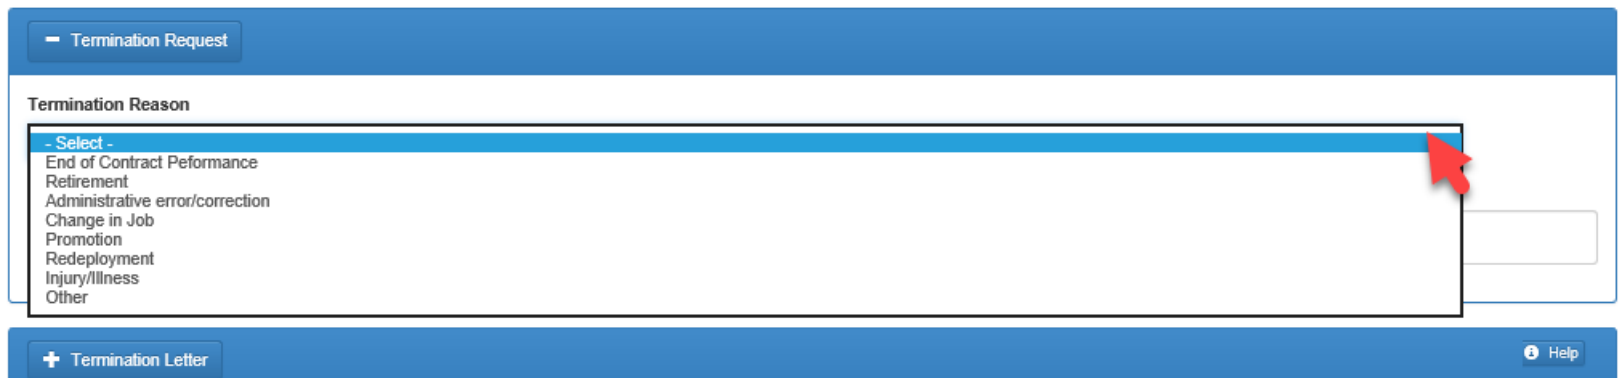 Termination Request
Termination Reason
- Select -
End of Contract Peformance
Retirement
Administrative error/correction
Change in Job
Promotion
Redeployment
Injury/Illness
Other
Termination Letter
Help